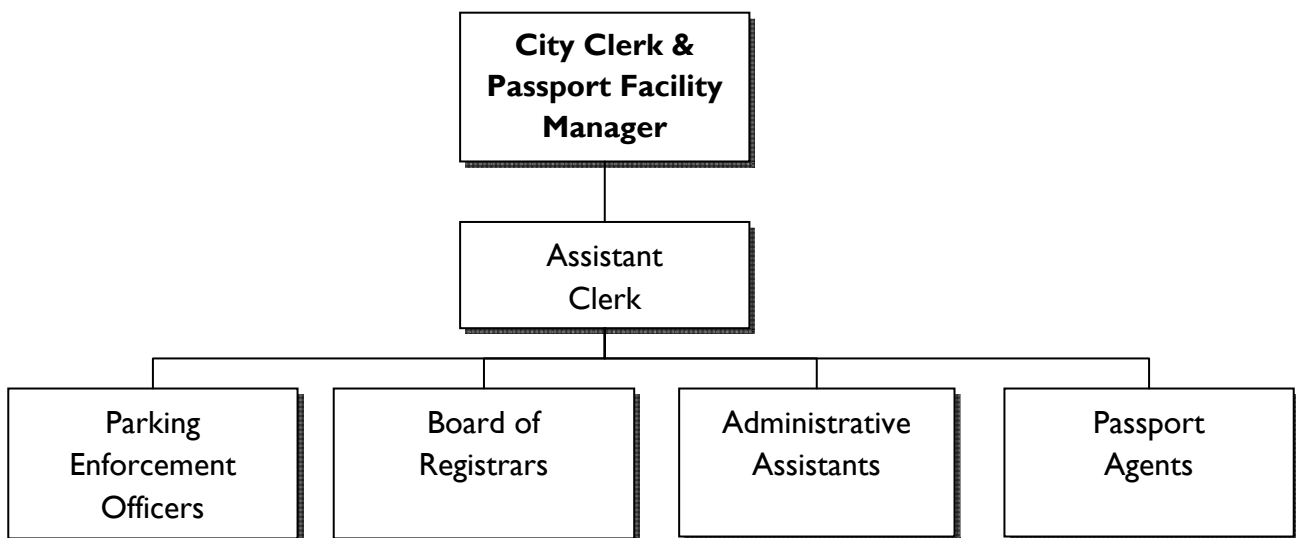 City Clerk &
Passport Facility
Manager
Assistant
Clerk
Parking
Enforcement
Officers
Board of
Registrars
Administrative
Assistants
Passport
Agents